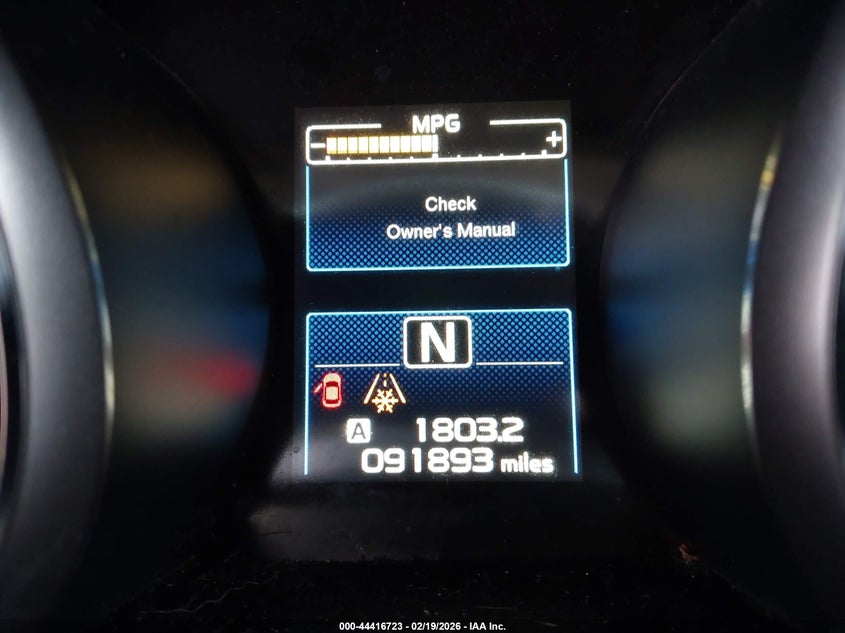 MPG
- +
Check
Owner's Manual
N
A 1803.2
091893 miles
000-44416723 - 02/19/2026 - IAA Inc.